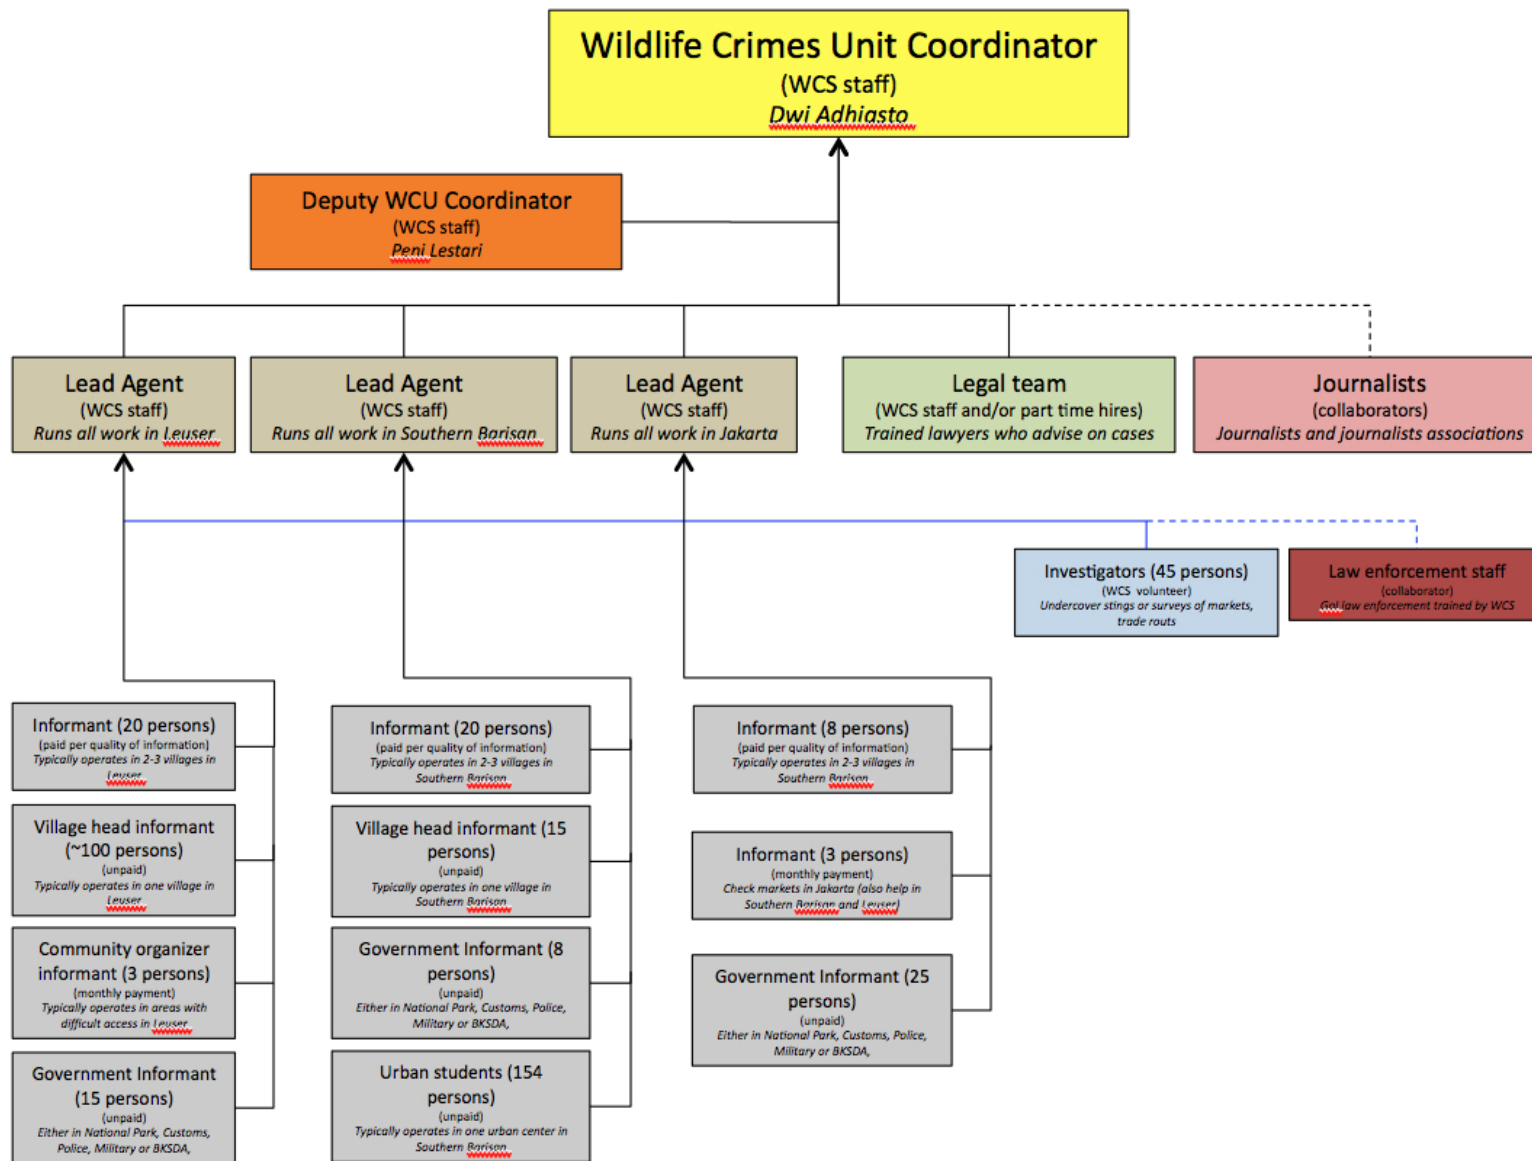 Wildlife Crimes Unit Coordinator
(WCS staff)
Dwi Adhiasto
Deputy WCU Coordinator
(WCS staff)
Peni Lestari
Lead Agent
(WCS staff)
Runs all work in Leuser
Lead Agent
(WCS staff)
Runs all work in Southern Barisan
Lead Agent
(WCS staff)
Runs all work in Jakarta
Legal team
(WCS staff and/or part time hires)
Trained lawyers who advise on cases
Journalists
(collaborators)
Journalists and journalists associations
Investigators (45 persons)
(WCS volunteer)
Undercover stings or surveys of markets,
trade routs
Law enforcement staff
(collaborator)
GoI law enforcement trained by WCS
Informant (20 persons)
(paid per quality of information)
Typically operates in 2-3 villages in
Leuser
Village head informant
(~100 persons)
(unpaid)
Typically operates in one village in
Leuser
Community organizer
informant (3 persons)
(monthly payment)
Typically operates in areas with
difficult access in Leuser
Government Informant
(15 persons)
(unpaid)
Either in National Park, Customs,
Police, Military or BKSDA,
Informant (20 persons)
(paid per quality of information)
Typically operates in 2-3 villages in
Southern Barisan
Village head informant (15
persons)
(unpaid)
Typically operates in one village in
Southern Barisan
Government Informant (8
persons)
(unpaid)
Either in National Park, Customs, Police,
Military or BKSDA,
Urban students (154
persons)
(unpaid)
Typically operates in one urban center in
Southern Barisan
Informant (8 persons)
(paid per quality of information)
Typically operates in 2-3 villages in
Southern Barisan
Informant (3 persons)
(monthly payment)
Check markets in Jakarta (also help in
Southern Barisan and Leuser)
Government Informant (25
persons)
(unpaid)
Either in National Park, Customs, Police,
Military or BKSDA,